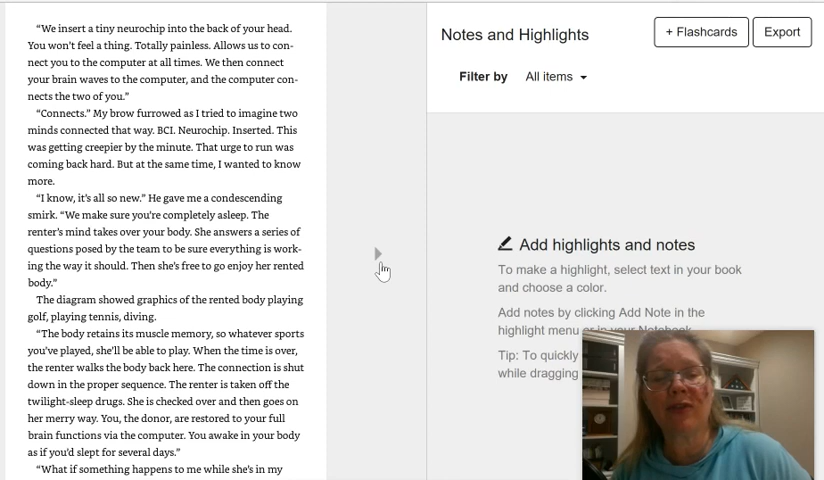 “We insert a tiny neurochip into the back of your head.
You won’t feel a thing. Totally painless. Allows us to con-
nect you to the computer at all times. We then connect
your brain waves to the computer, and the computer con-
nects the two of you.”
“Connects.” My brow furrowed as I tried to imagine two
minds connected that way. BCI. Neurochip. Inserted. This
was getting creepier by the minute. That urge to run was
coming back hard. But at the same time, I wanted to know
more.
“I know, it’s all so new.” He gave me a condescending
smirk. “We make sure you’re completely asleep. The
renter’s mind takes over your body. She answers a series of
questions posed by the team to be sure everything is work-
ing the way it should. Then she’s free to go enjoy her rented
body.”
The diagram showed graphics of the rented body playing
golf, playing tennis, diving.
“The body retains its muscle memory, so whatever sports
you’ve played, she’ll be able to play. When the time is over,
the renter walks the body back here. The connection is shut
down in the proper sequence. The renter is taken off the
twilight-sleep drugs. She is checked over and then goes on
her merry way. You, the donor, are restored to your full
brain functions via the computer. You awake in your body
as if you’d slept for several days.”
“What if something happens to me while she’s in my
Notes and Highlights
+ Flashcards
Export
Filter by All items
Add highlights and notes
To make a highlight, select text in your book
and choose a color.
Add notes by clicking Add Note in the
highlight menu or in your Notebook.
Tip: To quickly
while dragging